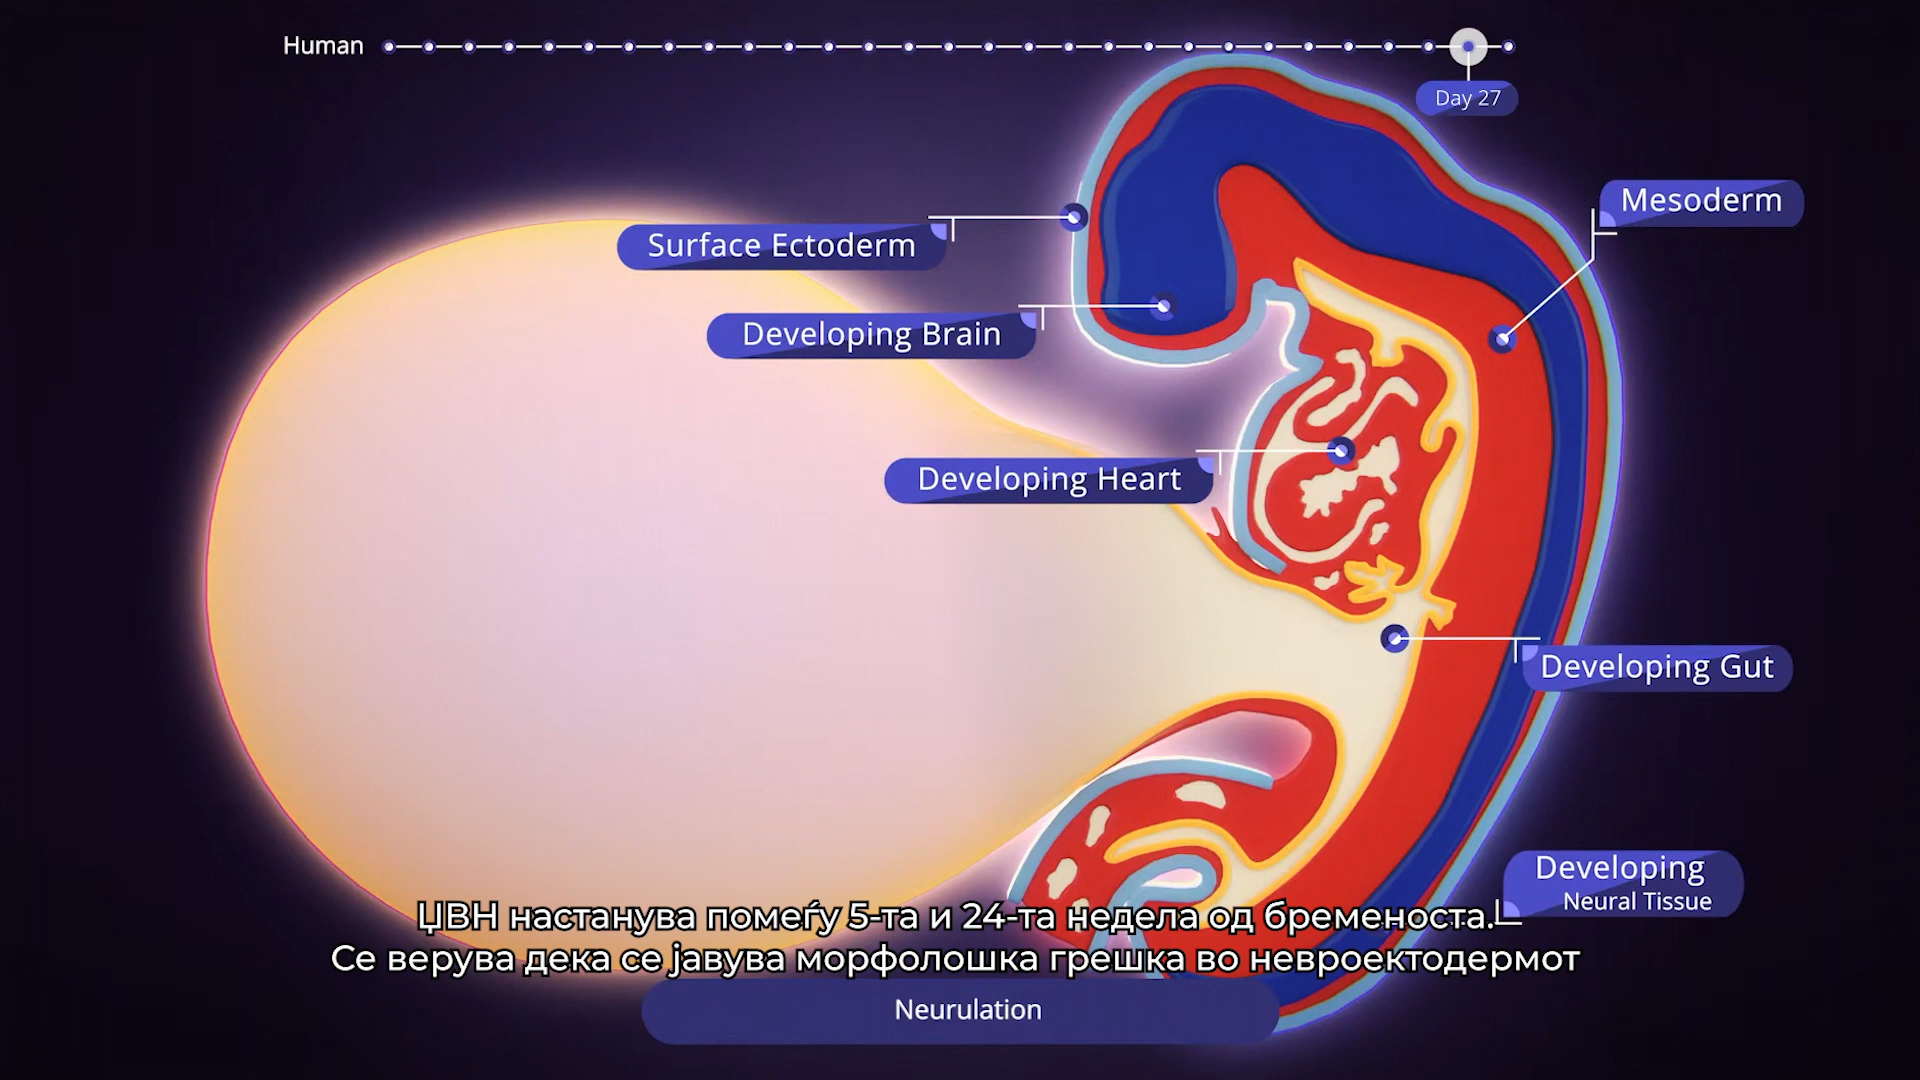 Human
Day 27
Mesoderm
Surface Ectoderm
Developing Brain
Developing Heart
Developing Gut
Developing
Neural Tissue
ЏВН настанува помеѓу 5-та и 24-та недела од бременоста.
Се верува дека се јавува морфолошка грешка во невроектодермот
Neurulation